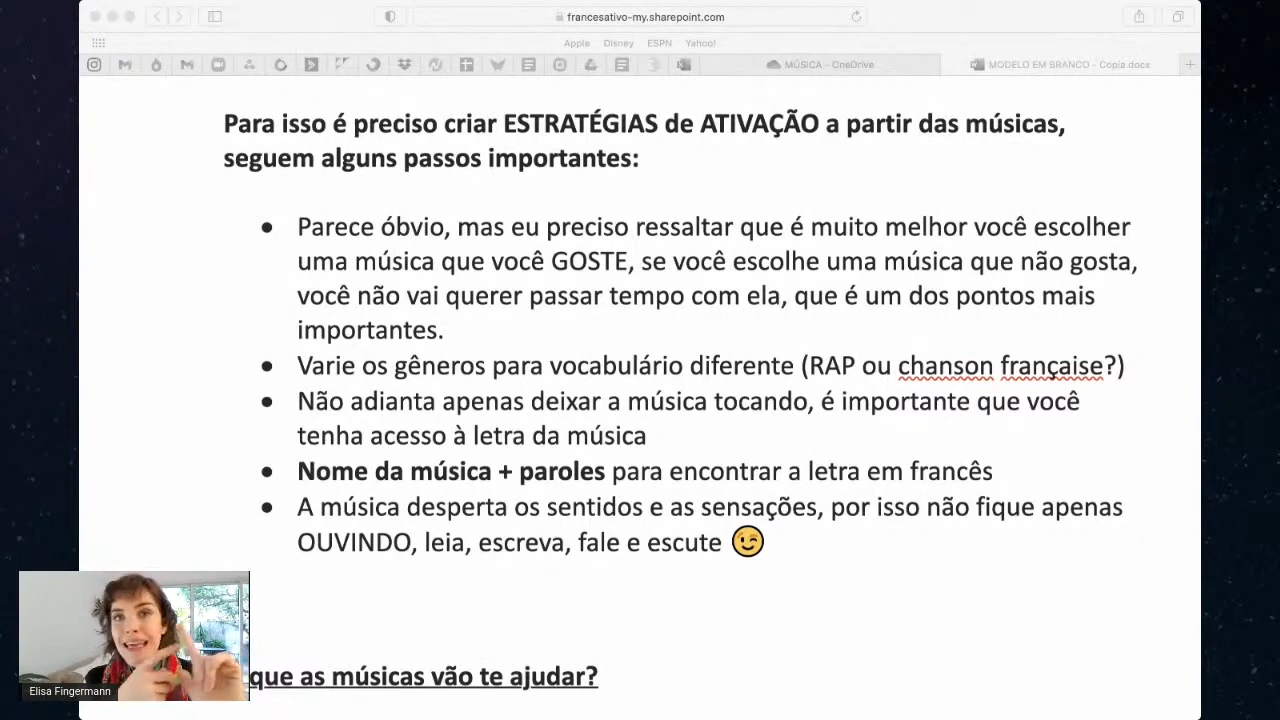 francesativo-my.sharepoint.com
Apple Disney ESPN Yahoo!
MÚSICA - OneDrive
MODELO EM BRANCO - Copia.docx
Para isso é preciso criar ESTRATÉGIAS de ATIVAÇÃO a partir das músicas,
seguem alguns passos importantes:
• Parece óbvio, mas eu preciso ressaltar que é muito melhor você escolher
uma música que você GOSTE, se você escolhe uma música que não gosta,
você não vai querer passar tempo com ela, que é um dos pontos mais
importantes.
• Varie os gêneros para vocabulário diferente (RAP ou chanson française?)
• Não adianta apenas deixar a música tocando, é importante que você
tenha acesso à letra da música
• Nome da música + paroles para encontrar a letra em francês
• A música desperta os sentidos e as sensações, por isso não fique apenas
OUVINDO, leia, escreva, fale e escute 😉
que as músicas vão te ajudar?
Elisa Fingermann